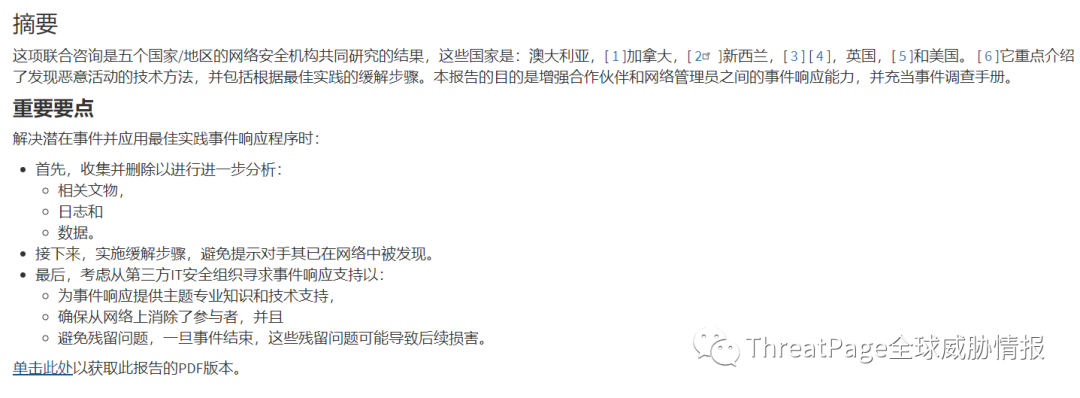 摘要
这项联合咨询是五个国家/地区的网络安全机构共同研究的结果，这些国家是：澳大利亚，[ 1 ]加拿大，[ 2 ]新西兰，[ 3 ] [ 4 ]，英国，[ 5 ]和美国。[ 6 ]它重点介绍
了发现恶意活动的技术方法，并包括根据最佳实践的缓解步骤。本报告的目的是增强合作伙伴和网络管理员之间的事件响应能力，并充当事件调查手册。
重要要点
解决潜在事件并应用最佳实践事件响应程序时：
首先，收集并删除以进行进一步分析：
相关文物，
日志和
数据。
接下来，实施缓解步骤，避免提示对手其已在网络中被发现。
最后，考虑从第三方IT安全组织寻求事件响应支持以：
为事件响应提供主题专业知识和技术支持，
确保从网络上消除了参与者，并且
避免残留问题，一旦事件结束，这些残留问题可能导致后续损害。
单击此处以获取此报告的PDF版本。
ThreatPage全球威胁情报